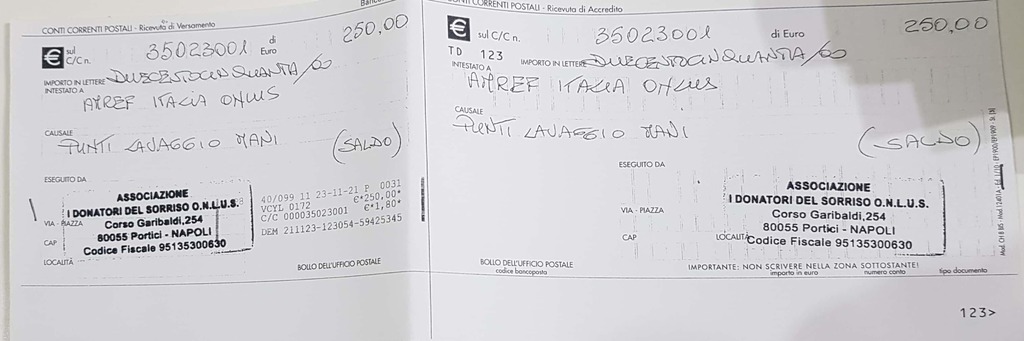 CONTI CORRENTI POSTALI - Ricevuta di Versamento
€ sul C/C n. 35023001 di Euro 250,00
IMPORTO IN LETTERE DUECENTOCINQUANTA/00
INTESTATO A
AMREF ITALIA ONLUS
CAUSALE
PUNTI LAVAGGIO MANI (SALDO)
ESEGUITO DA
ASSOCIAZIONE
I DONATORI DEL SORRISO O.N.L.U.S.
VIA - PIAZZA Corso Garibaldi,254
CAP 80055 Portici - NAPOLI
Codice Fiscale 95135300630
LOCALITÀ
40/099 11 23-11-21 P 0031
VCYL 0172 €*250,00*
C/C 000035023001 €*1,80*
DEM 211123-123054-59425345
BOLLO DELL'UFFICIO POSTALE
CONTI CORRENTI POSTALI - Ricevuta di Accredito
€ sul C/C n. 35023001 di Euro 250,00
TD 123 IMPORTO IN LETTERE DUECENTOCINQUANTA/00
INTESTATO A
AMREF ITALIA ONLUS
CAUSALE
PUNTI LAVAGGIO MANI (SALDO)
ESEGUITO DA
ASSOCIAZIONE
I DONATORI DEL SORRISO O.N.L.U.S.
VIA - PIAZZA Corso Garibaldi,254
80055 Portici - NAPOLI
CAP LOCALITÀ Codice Fiscale 95135300630
BOLLO DELL'UFFICIO POSTALE
codice bancoposta
IMPORTANTE: NON SCRIVERE NELLA ZONA SOTTOSTANTE!
importo in euro numero conto tipo documento
123>